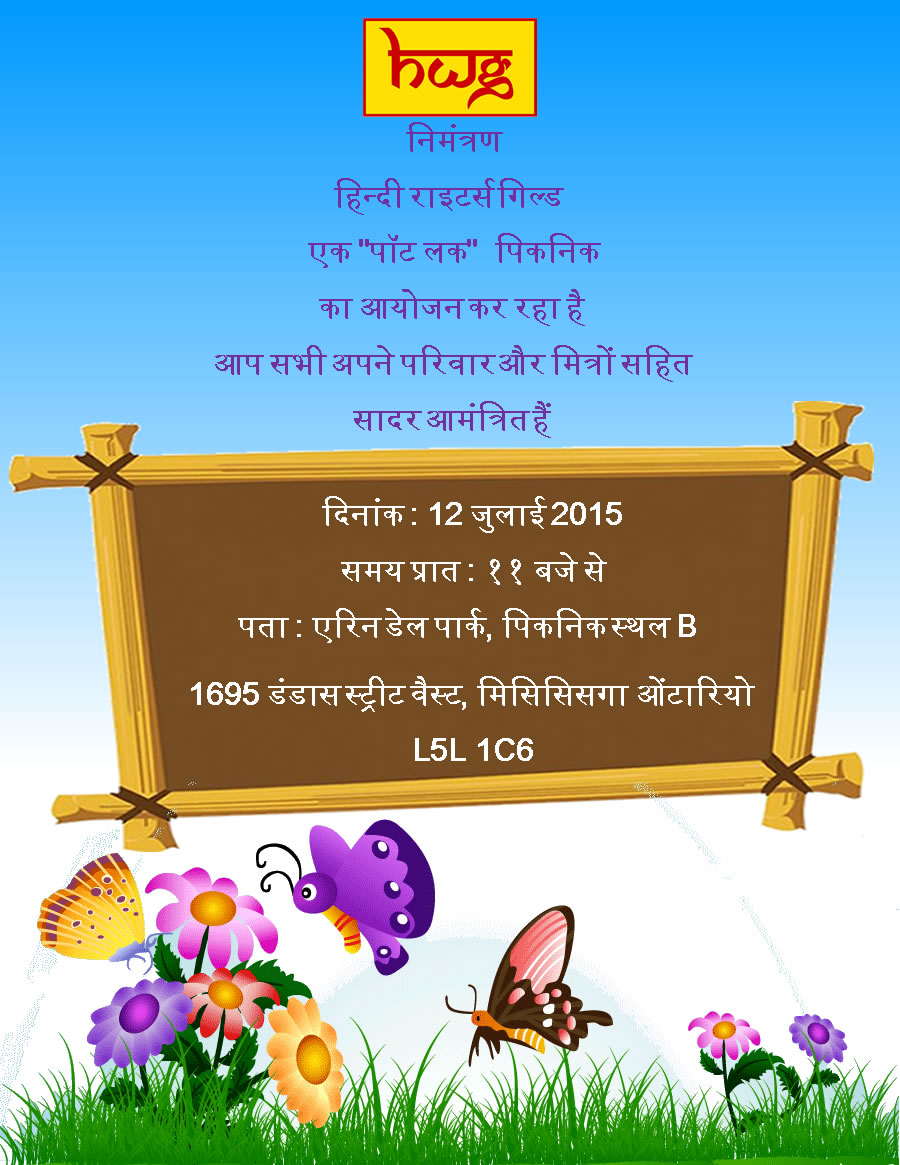 hwg
निमंत्रण
हिन्दी राइटर्स गिल्ड
एक "पॉट लक" पिकनिक
का आयोजन कर रहा है
आप सभी अपने परिवार और मित्रों सहित
सादर आमंत्रित हैं
दिनांक : 12 जुलाई 2015
समय प्रात : ११ बजे से
पता : एरिन डेल पार्क, पिकनिक स्थल B
1695 डंडास स्ट्रीट वैस्ट, मिसिसिसगा ओंटारियो
L5L 1C6